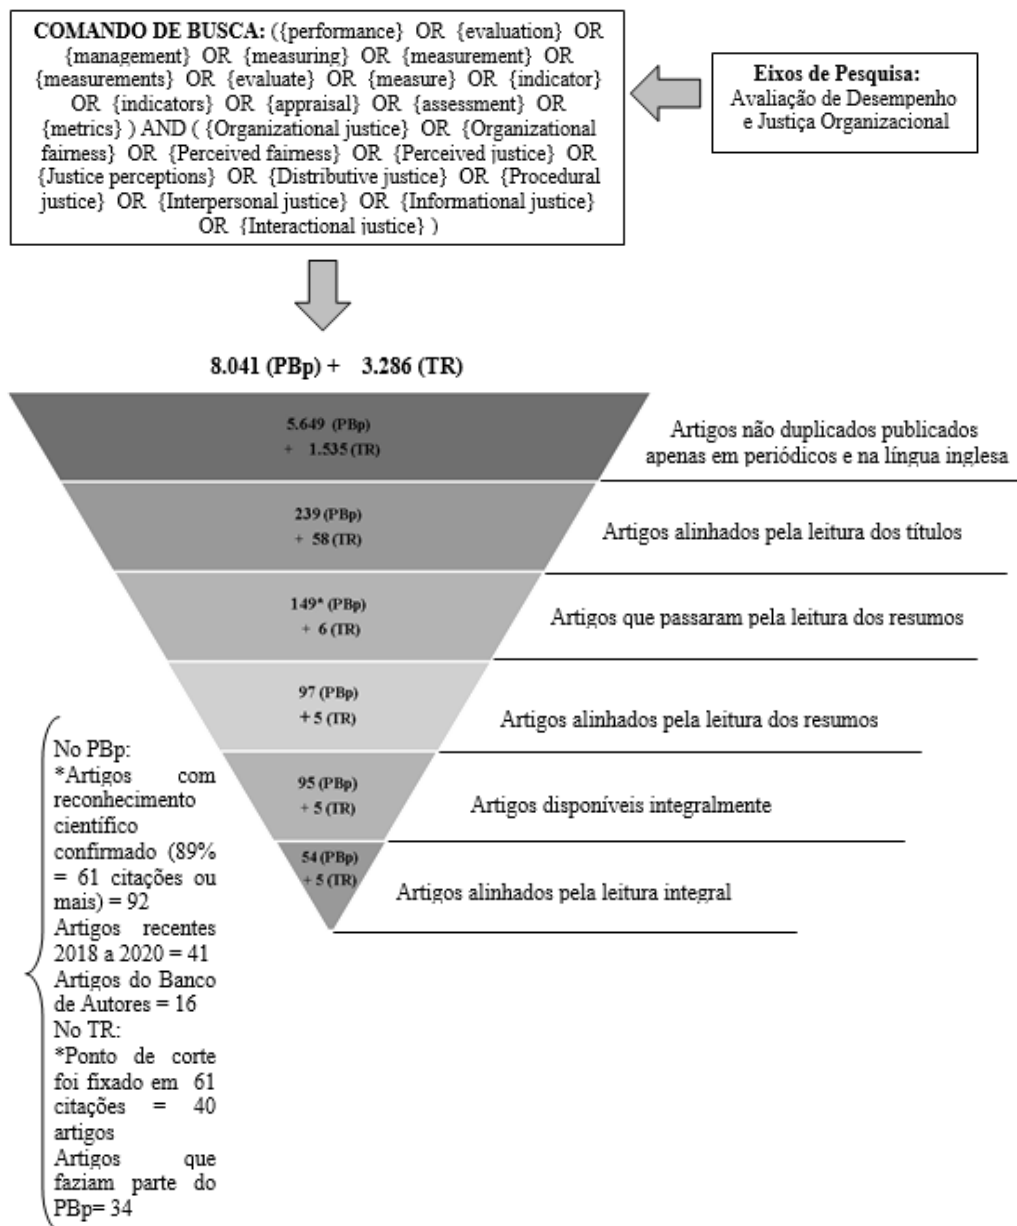 COMANDO DE BUSCA: ({performance} OR {evaluation} OR
{management} OR {measuring} OR {measurement} OR
{measurements} OR {evaluate} OR {measure} OR {indicator}
OR {indicators} OR {appraisal} OR {assessment} OR
{metrics} ) AND ( {Organizational justice} OR {Organizational
fairness} OR {Perceived fairness} OR {Perceived justice} OR
{Justice perceptions} OR {Distributive justice} OR {Procedural
justice} OR {Interpersonal justice} OR {Informational justice}
OR {Interactional justice} )
Eixos de Pesquisa:
Avaliação de Desempenho
e Justiça Organizacional
8.041 (PBp) + 3.286 (TR)
5.649 (PBp)
+ 1.535 (TR)
Artigos não duplicados publicados
apenas em periódicos e na língua inglesa
239 (PBp)
+ 58 (TR)
Artigos alinhados pela leitura dos títulos
149* (PBp)
+ 6 (TR)
Artigos que passaram pela leitura dos resumos
97 (PBp)
+ 5 (TR)
Artigos alinhados pela leitura dos resumos
95 (PBp)
+ 5 (TR)
Artigos disponíveis integralmente
54 (PBp)
+ 5 (TR)
Artigos alinhados pela leitura integral
No PBp:
*Artigos com
reconhecimento
científico
confirmado (89%
= 61 citações ou
mais) = 92
Artigos recentes
2018 a 2020 = 41
Artigos do Banco
de Autores = 16
No TR:
*Ponto de corte
foi fixado em 61
citações = 40
artigos
Artigos que
faziam parte do
PBp= 34